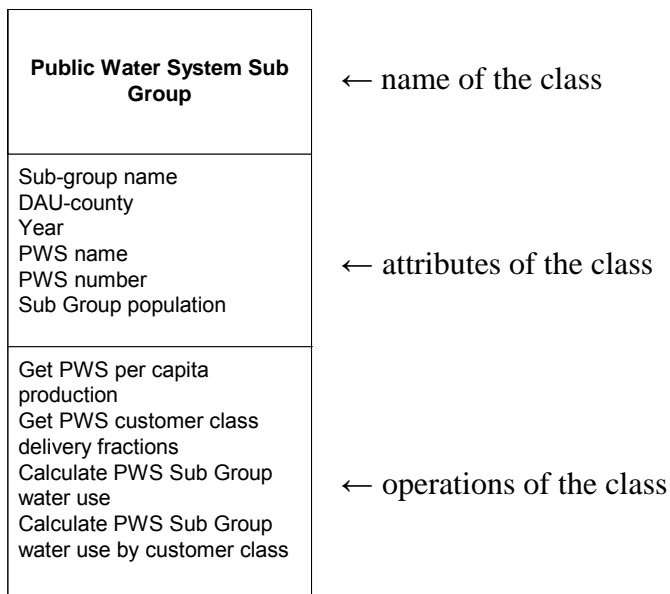 Public Water System Sub
Group
← name of the class
Sub-group name
DAU-county
Year
PWS name
PWS number
Sub Group population
← attributes of the class
Get PWS per capita
production
Get PWS customer class
delivery fractions
Calculate PWS Sub Group
water use
Calculate PWS Sub Group
water use by customer class
← operations of the class